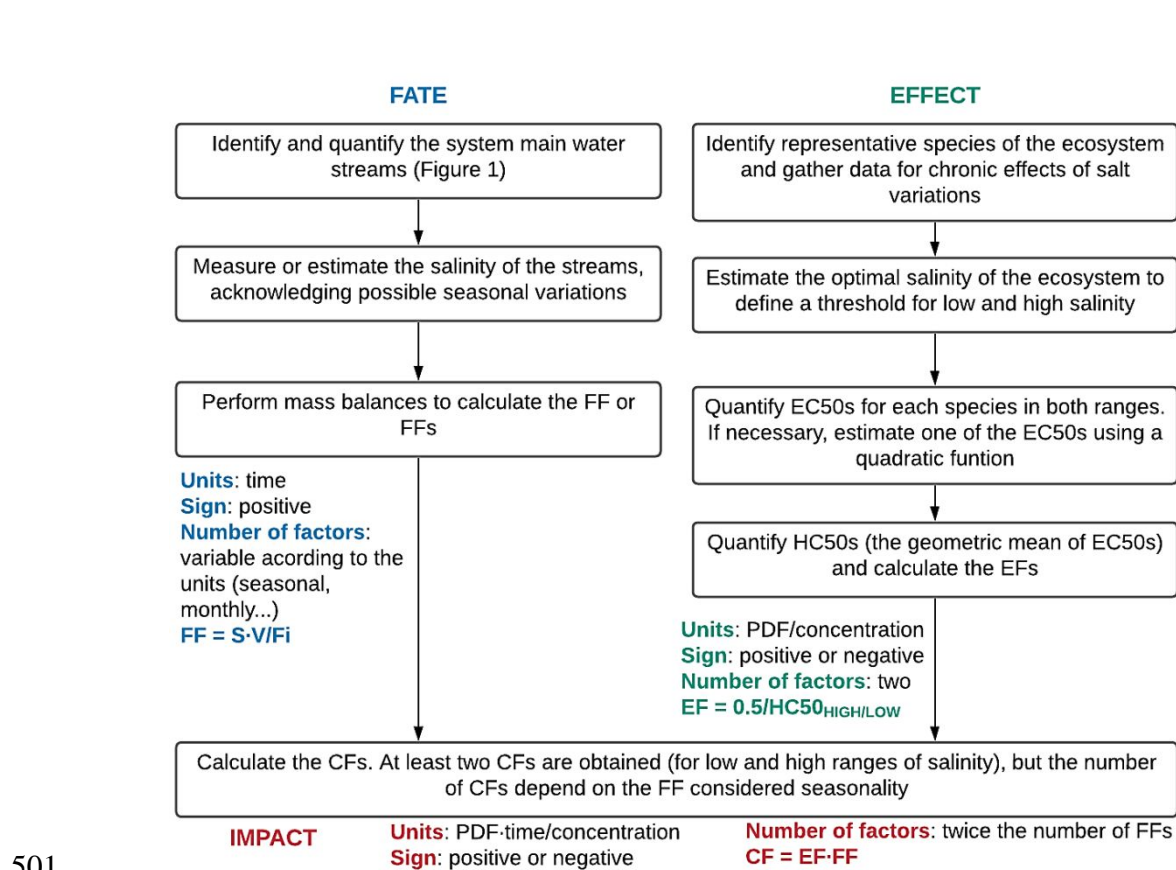 FATE
Identify and quantify the system main water
streams (Figure 1)
Measure or estimate the salinity of the streams,
acknowledging possible seasonal variations
Perform mass balances to calculate the FF or
FFs
Units: time
Sign: positive
Number of factors:
variable acording to the
units (seasonal,
monthly...)
FF = S·V/Fi
EFFECT
Identify representative species of the ecosystem
and gather data for chronic effects of salt
variations
Estimate the optimal salinity of the ecosystem to
define a threshold for low and high salinity
Quantify EC50s for each species in both ranges.
If necessary, estimate one of the EC50s using a
quadratic funtion
Quantify HC50s (the geometric mean of EC50s)
and calculate the EFs
Units: PDF/concentration
Sign: positive or negative
Number of factors: two
EF = 0.5/HC50HIGH/LOW
Calculate the CFs. At least two CFs are obtained (for low and high ranges of salinity), but the number
of CFs depend on the FF considered seasonality
IMPACT
Units: PDF·time/concentration
Sign: positive or negative
Number of factors: twice the number of FFs
CF = EF·FF
501